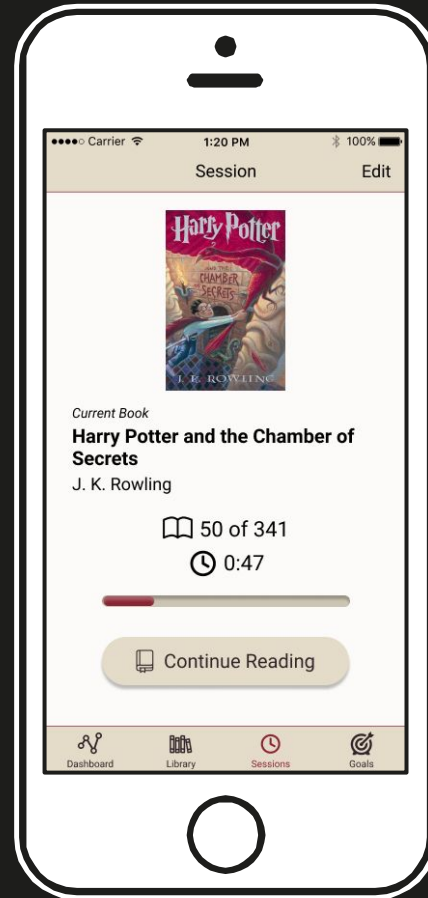 Carrier 1:20 PM 100%
Session Edit
Harry Potter
AND THE
CHAMBER OF
SECRETS
J. K. ROWLING
Current Book
Harry Potter and the Chamber of
Secrets
J. K. Rowling
50 of 341
0:47
Continue Reading
Dashboard Library Sessions Goals